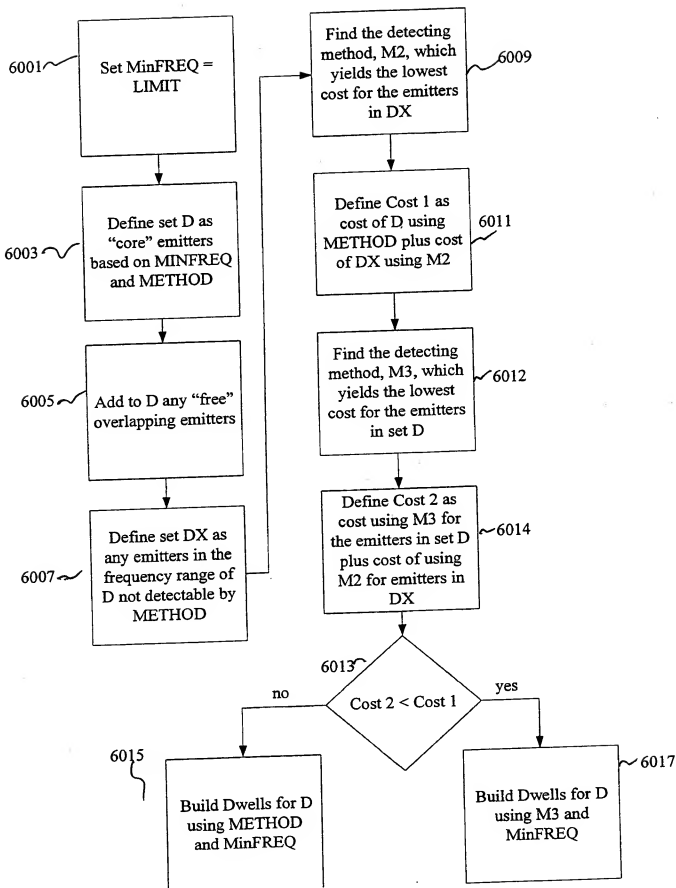 6001
Set MinFREQ =
LIMIT
6003
Define set D as
"core" emitters
based on MINFREQ
and METHOD
6005
Add to D any "free"
overlapping emitters
6007
Define set DX as
any emitters in the
frequency range of
D not detectable by
METHOD
Find the detecting
method, M2, which
yields the lowest
cost for the emitters
in DX
6009
Define Cost 1 as
cost of D using
METHOD plus cost
of DX using M2
6011
Find the detecting
method, M3, which
yields the lowest
cost for the emitters
in set D
6012
Define Cost 2 as
cost using M3 for
the emitters in set D
plus cost of using
M2 for emitters in
DX
6014
6013
Cost 2 < Cost 1
no
yes
6015
Build Dwells for D
using METHOD
and MinFREQ
6017
Build Dwells for D
using M3 and
MinFREQ